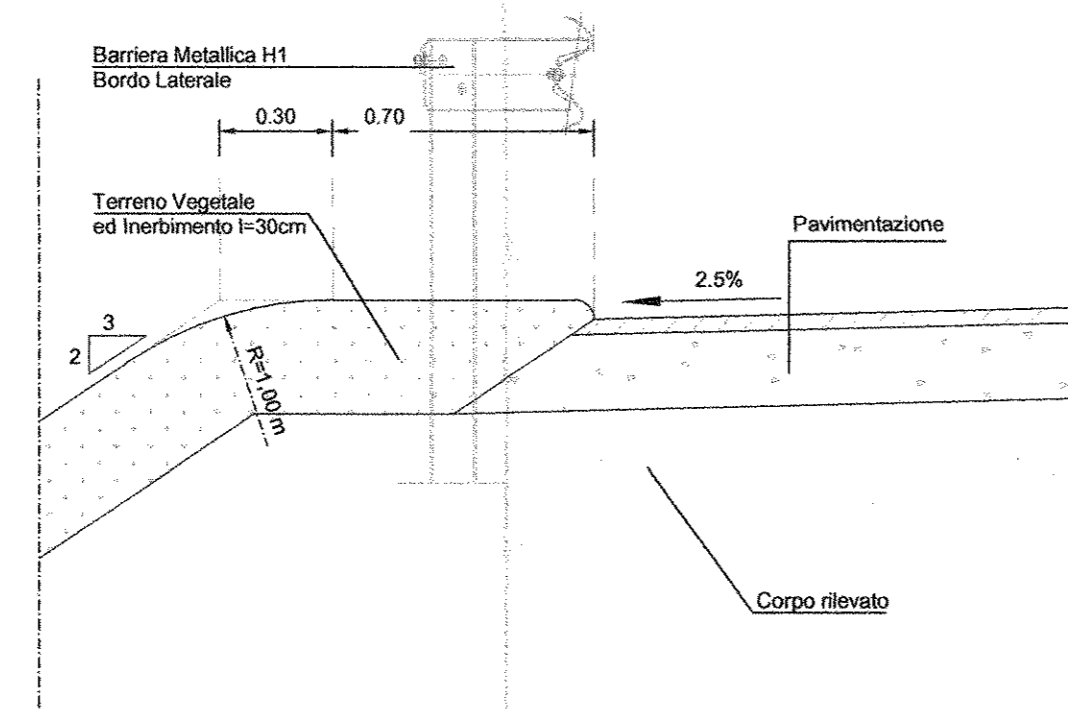 Barriera Metallica H1
Bordo Laterale
0.30
0.70
Terreno Vegetale
ed Inerbimento I=30cm
Pavimentazione
2.5%
3
2
R=1,00 m
Corpo rilevato